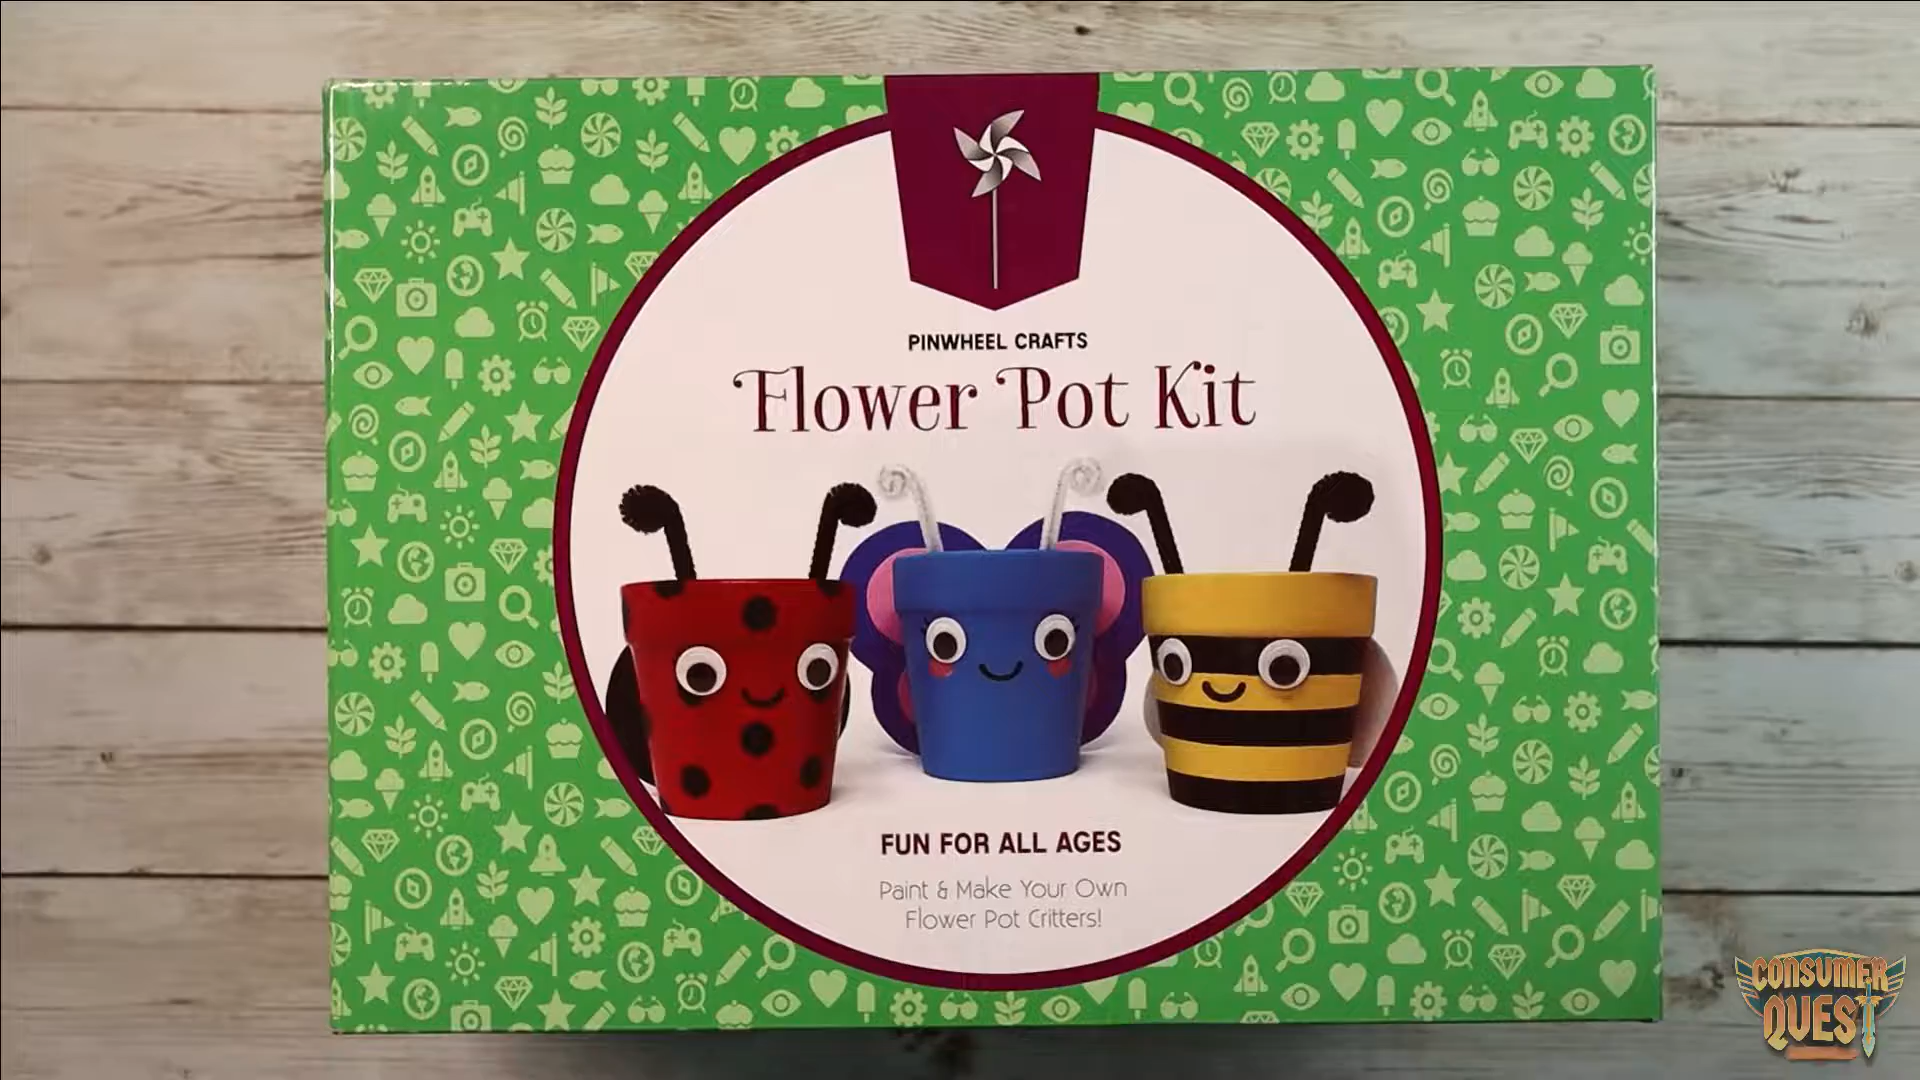 PINWHEEL CRAFTS
Flower Pot Kit
FUN FOR ALL AGES
Paint & Make Your Own
Flower Pot Critters!
CONSUMER
QUEST